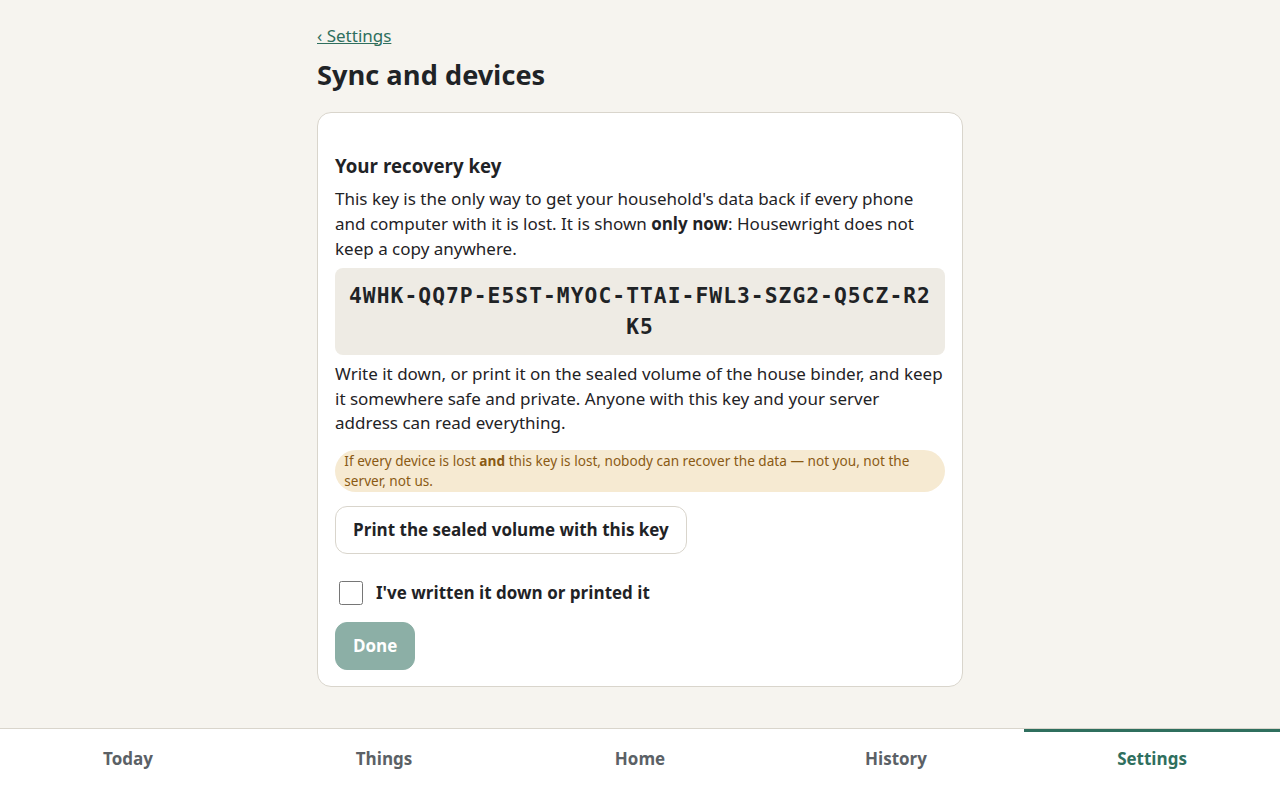 ‹ Settings
Sync and devices
Your recovery key
This key is the only way to get your household's data back if every phone
and computer with it is lost. It is shown only now: Housewright does not
keep a copy anywhere.
4WHK-QQ7P-E5ST-MYOC-TTAI-FWL3-SZG2-Q5CZ-R2
K5
Write it down, or print it on the sealed volume of the house binder, and keep
it somewhere safe and private. Anyone with this key and your server
address can read everything.
If every device is lost and this key is lost, nobody can recover the data — not you, not the
server, not us.
Print the sealed volume with this key
I've written it down or printed it
Done
Today
Things
Home
History
Settings